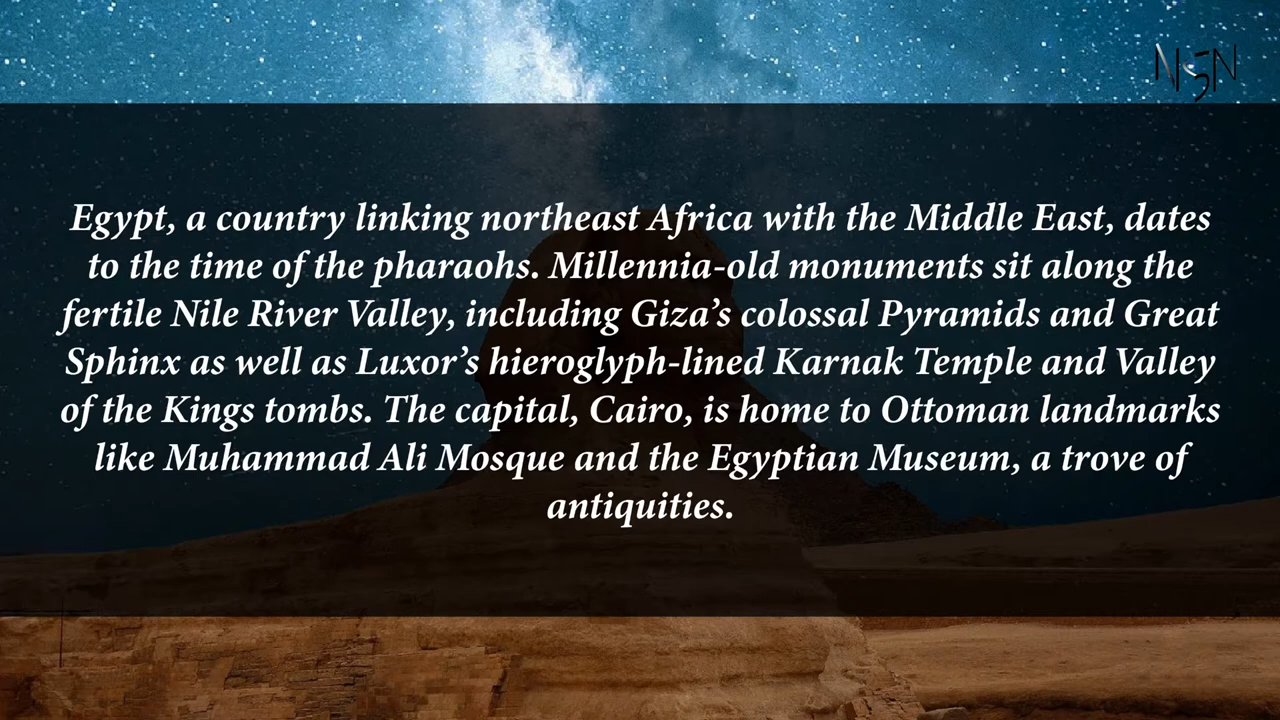 Egypt, a country linking northeast Africa with the Middle East, dates
to the time of the pharaohs. Millennia-old monuments sit along the
fertile Nile River Valley, including Giza’s colossal Pyramids and Great
Sphinx as well as Luxor’s hieroglyph-lined Karnak Temple and Valley
of the Kings tombs. The capital, Cairo, is home to Ottoman landmarks
like Muhammad Ali Mosque and the Egyptian Museum, a trove of
antiquities.